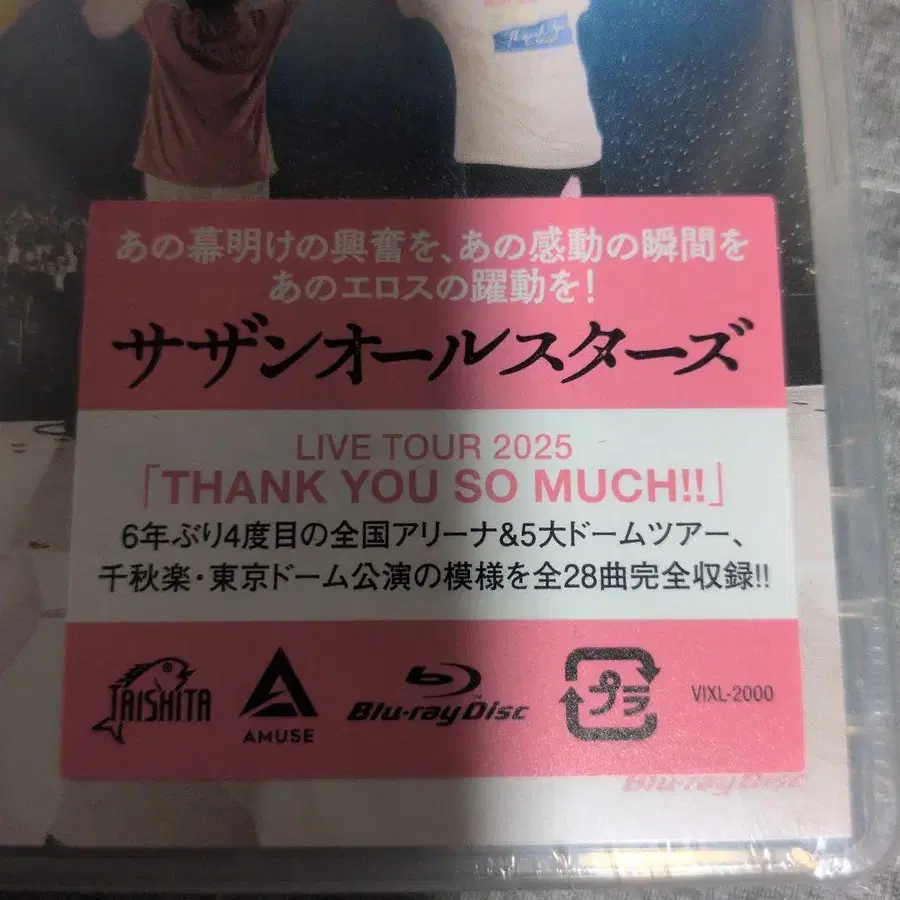 あの幕明けの興奮を、あの感動の瞬間を
あのエロスの躍動を!
サザンオールスターズ
LIVE TOUR 2025
「THANK YOU SO MUCH!!」
6年ぶり4度目の全国アリーナ&5大ドームツアー、
千秋楽・東京ドーム公演の模様を全28曲完全収録!!
TAISHITA
AMUSE
Blu-ray Disc™
プラ
VIXL-2000